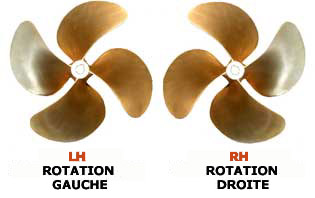 LH
ROTATION
GAUCHE
RH
ROTATION
DROITE